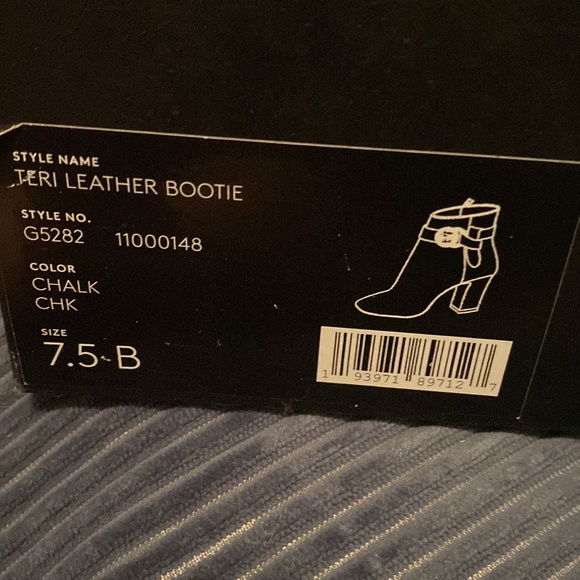 STYLE NAME
TERI LEATHER BOOTIE
STYLE NO.
G5282 11000148
COLOR
CHALK
CHK
SIZE
7.5 B
1 93971 89712 7